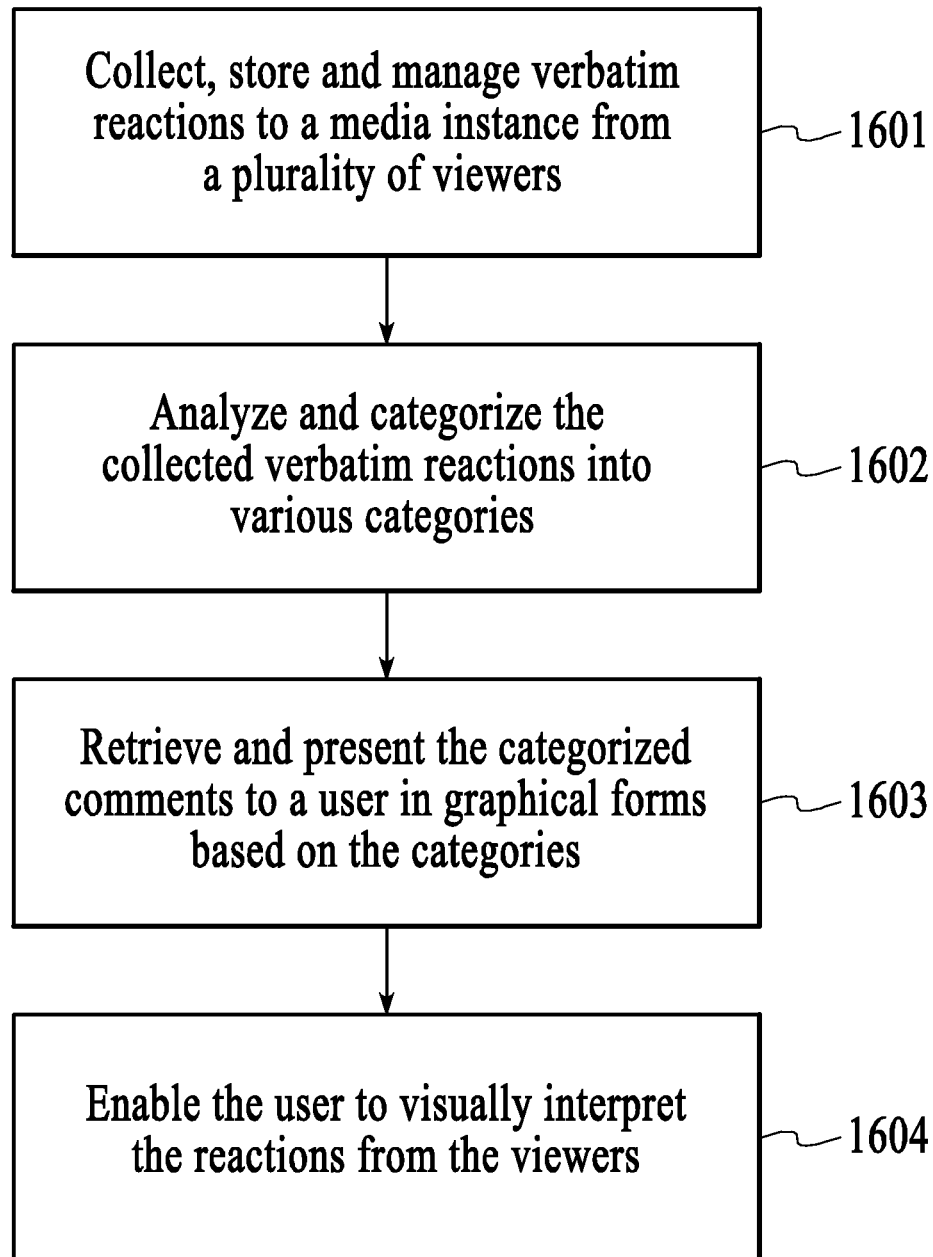 Collect, store and manage verbatim
reactions to a media instance from
a plurality of viewers
1601
Analyze and categorize the
collected verbatim reactions into
various categories
1602
Retrieve and present the categorized
comments to a user in graphical forms
based on the categories
1603
Enable the user to visually interpret
the reactions from the viewers
1604